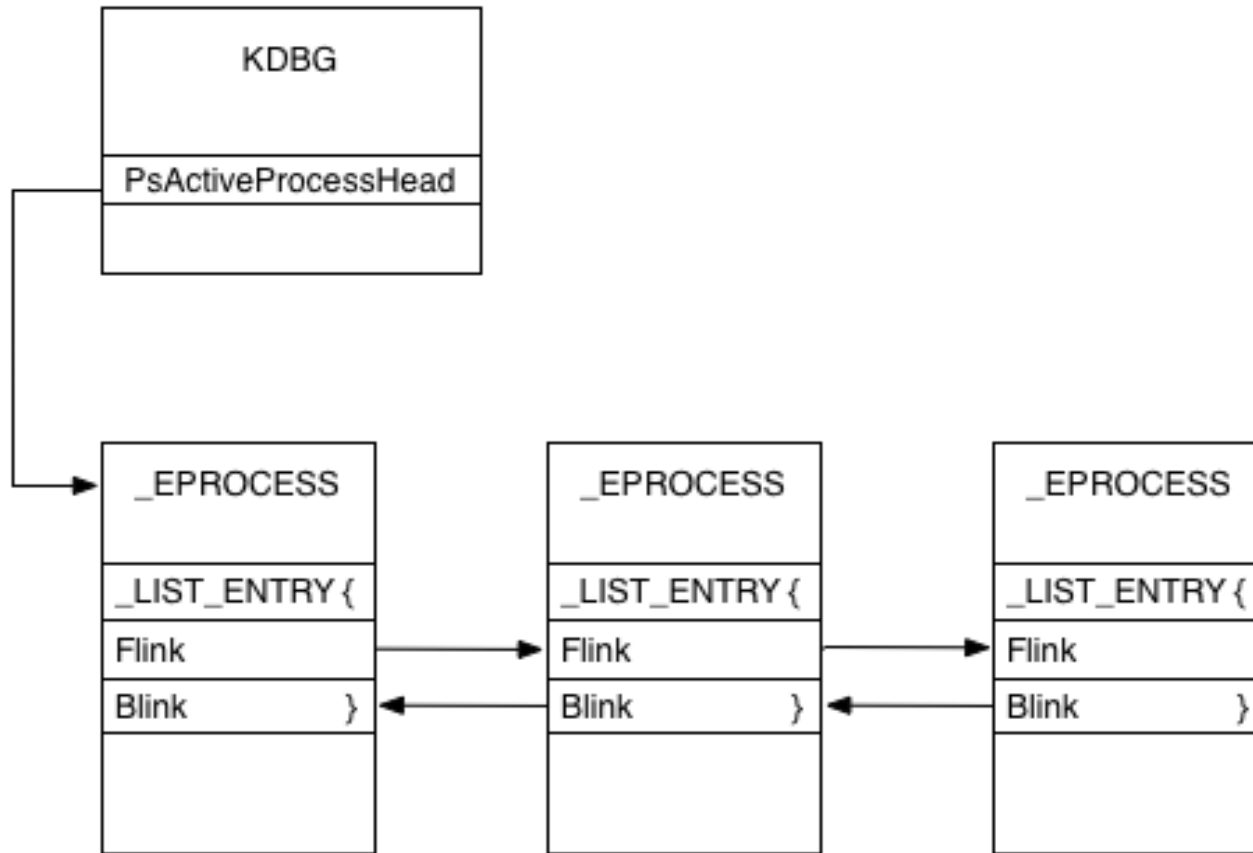 KDBG
PsActiveProcessHead
_EPROCESS
_LIST_ENTRY {
Flink
Blink }
_EPROCESS
_LIST_ENTRY {
Flink
Blink }
_EPROCESS
_LIST_ENTRY {
Flink
Blink }